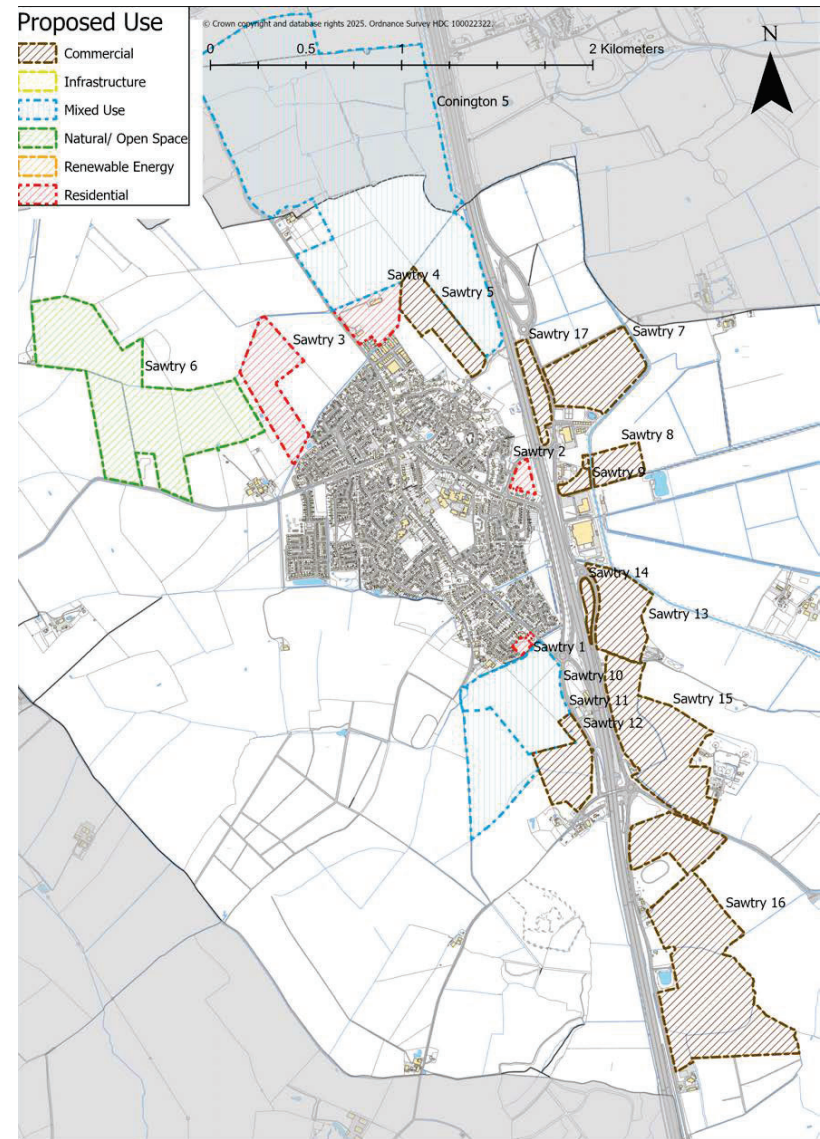 Proposed Use
Commercial
Infrastructure
Mixed Use
Natural/ Open Space
Renewable Energy
Residential
© Crown copyright and database rights 2025. Ordnance Survey HDC 100022322.
0 0.5 1 2 Kilometers
N
Conington 5
Sawtry 4
Sawtry 5
Sawtry 17
Sawtry 7
Sawtry 3
Sawtry 6
Sawtry 8
Sawtry 2
Sawtry 9
Sawtry 14
Sawtry 13
Sawtry 1
Sawtry 10
Sawtry 11
Sawtry 15
Sawtry 12
Sawtry 16